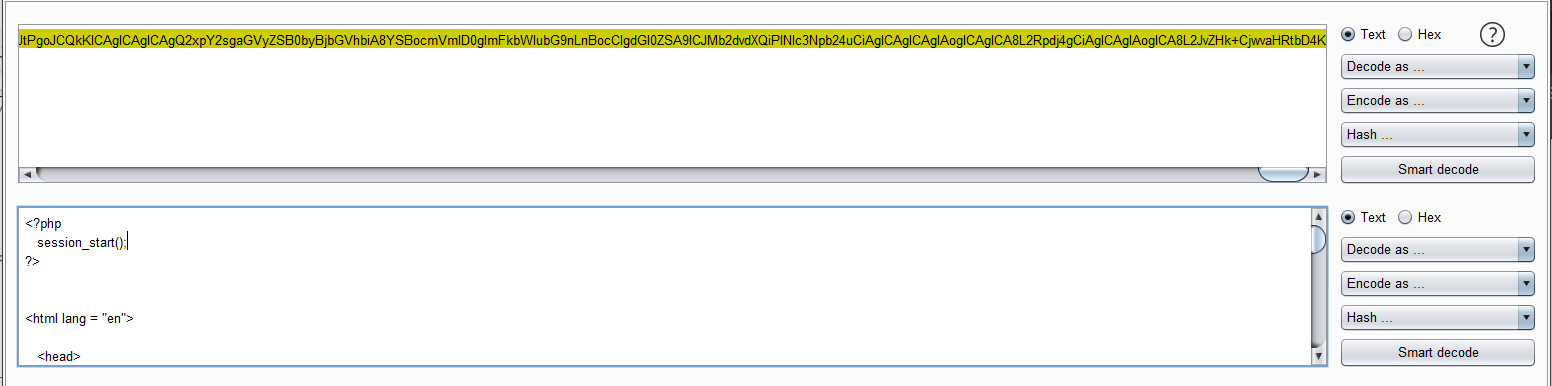 JtPgoJCQkKICAgICAgICAgQ2xpY2sgaGVyZSB0byBjbGVhbiA8YSBocmVmID0gImFkbWlubG9nLnBocCIgdGl0ZSA9ICJMb2dvdXQiPlNlc3Npb24uCiAgICAgICAgIAogICAgICA8L2Rpdj4gCiAgICAgIAogICA8L2JvZHk+CjwvaHRtbD4K
Text Hex ?
Decode as ...
Encode as ...
Hash ...
Smart decode
<?php
session_start();
?>
<html lang = "en">
<head>
Text Hex
Decode as ...
Encode as ...
Hash ...
Smart decode